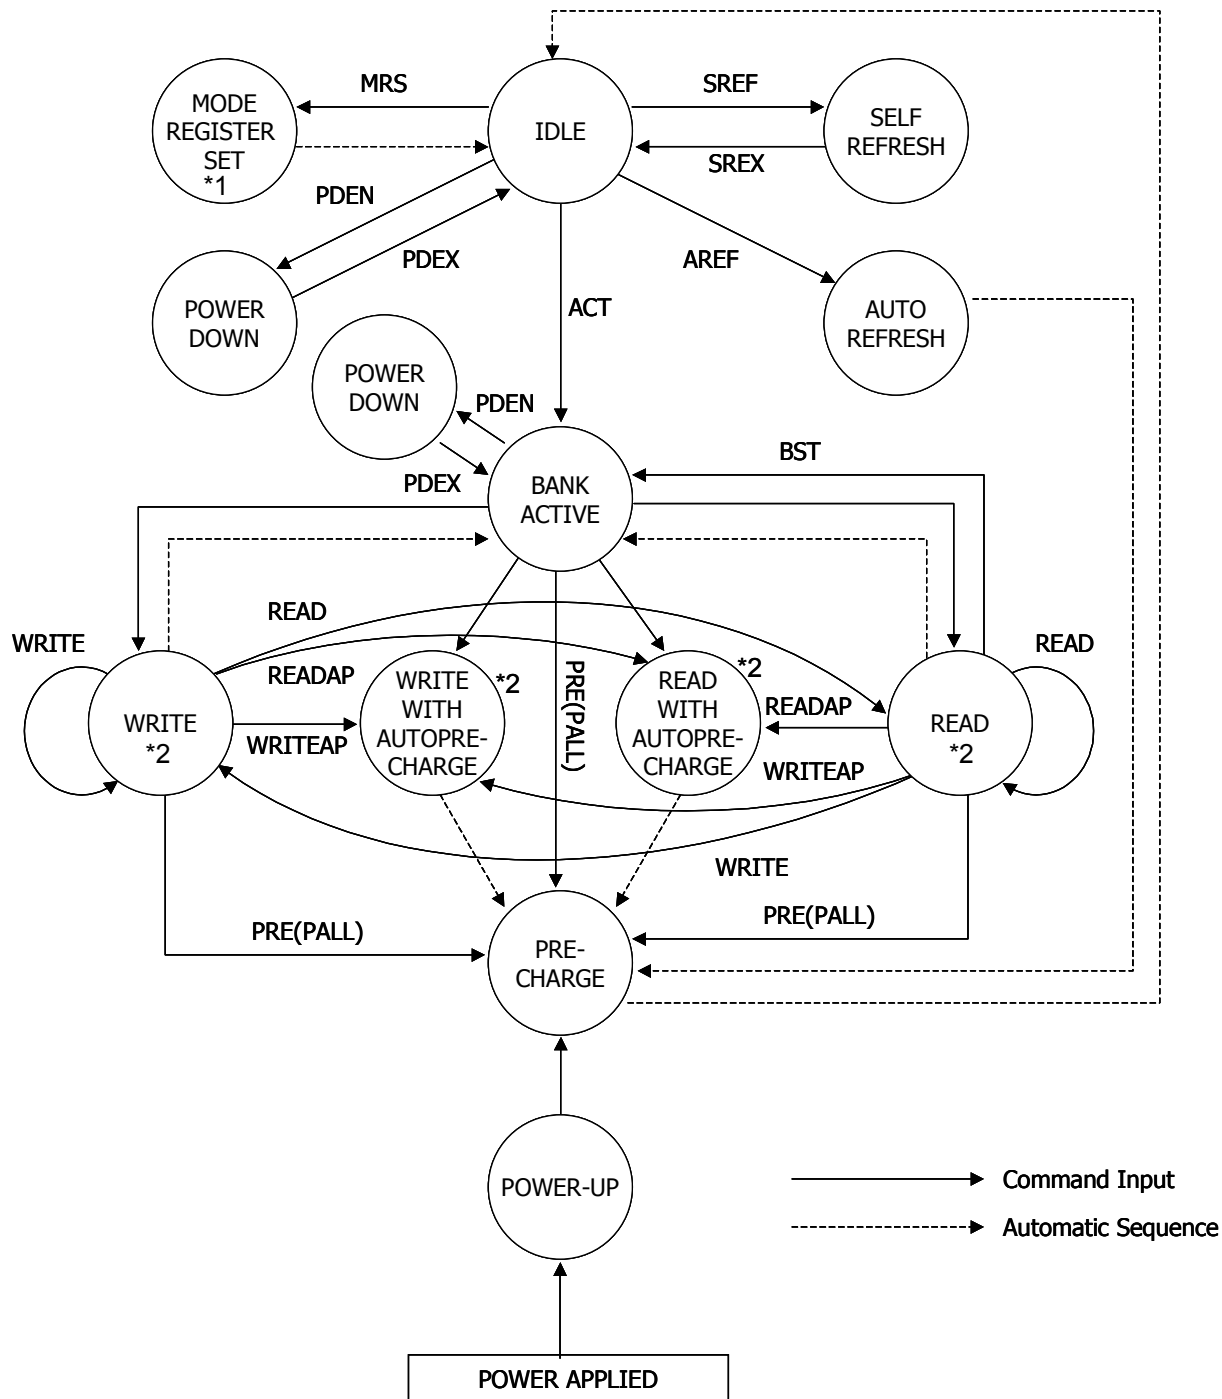 MRS
SREF
MODE
REGISTER
SET
*1
IDLE
SELF
REFRESH
SREX
PDEN
PDEX
AREF
ACT
POWER
DOWN
AUTO
REFRESH
POWER
DOWN
PDEN
BST
PDEX
BANK
ACTIVE
READ
WRITE
READ
READAP
WRITE
*2
WRITE
WITH
AUTOPRE-
CHARGE
*2
PRE(PALL)
READ
WITH
AUTOPRE-
CHARGE
*2
READAP
READ
*2
WRITEAP
WRITEAP
WRITE
PRE(PALL)
PRE(PALL)
PRE-
CHARGE
POWER-UP
Command Input
Automatic Sequence
POWER APPLIED